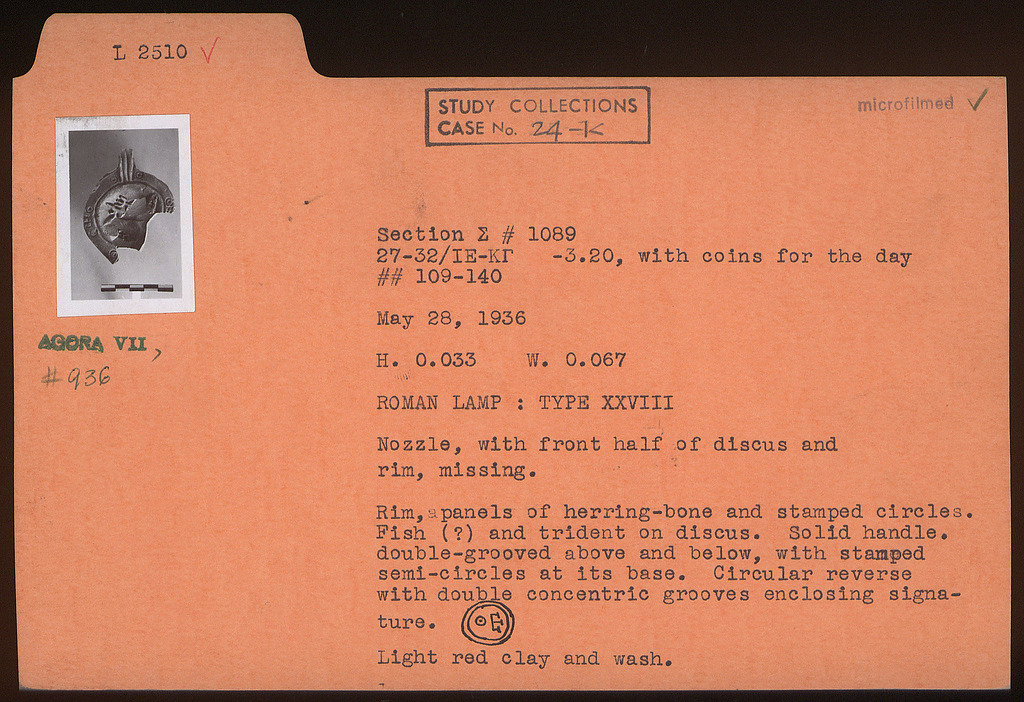 L 2510 ✓
STUDY COLLECTIONS
CASE No. 24-K
microfilmed ✓
AGORA VII,
# 936
Section Σ # 1089
27-32/ΙΕ-ΚΓ -3.20, with coins for the day
## 109-140
May 28, 1936
H. 0.033 W. 0.067
ROMAN LAMP : TYPE XXVIII
Nozzle, with front half of discus and
rim, missing.
Rim, panels of herring-bone and stamped circles.
Fish (?) and trident on discus. Solid handle.
double-grooved above and below, with stamped
semi-circles at its base. Circular reverse
with double concentric grooves enclosing signa-
ture.
Light red clay and wash.